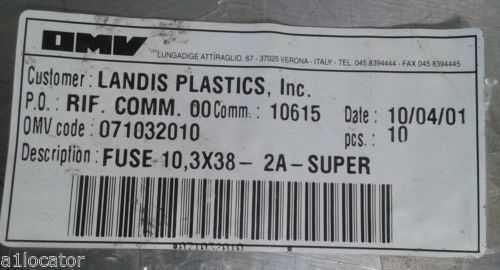 OMV
LUNGADIGE ATTIRAGLIO, 67 - 37025 VERONA - ITALY - TEL. 045.8394444 - FAX 045.8394445
Customer: LANDIS PLASTICS, Inc.
P.O.: RIF. COMM. 00 Comm.: 10615 Date: 10/04/01
OMV code: 071032010 pcs.: 10
Description: FUSE 10,3X38- 2A-SUPER
a1locator